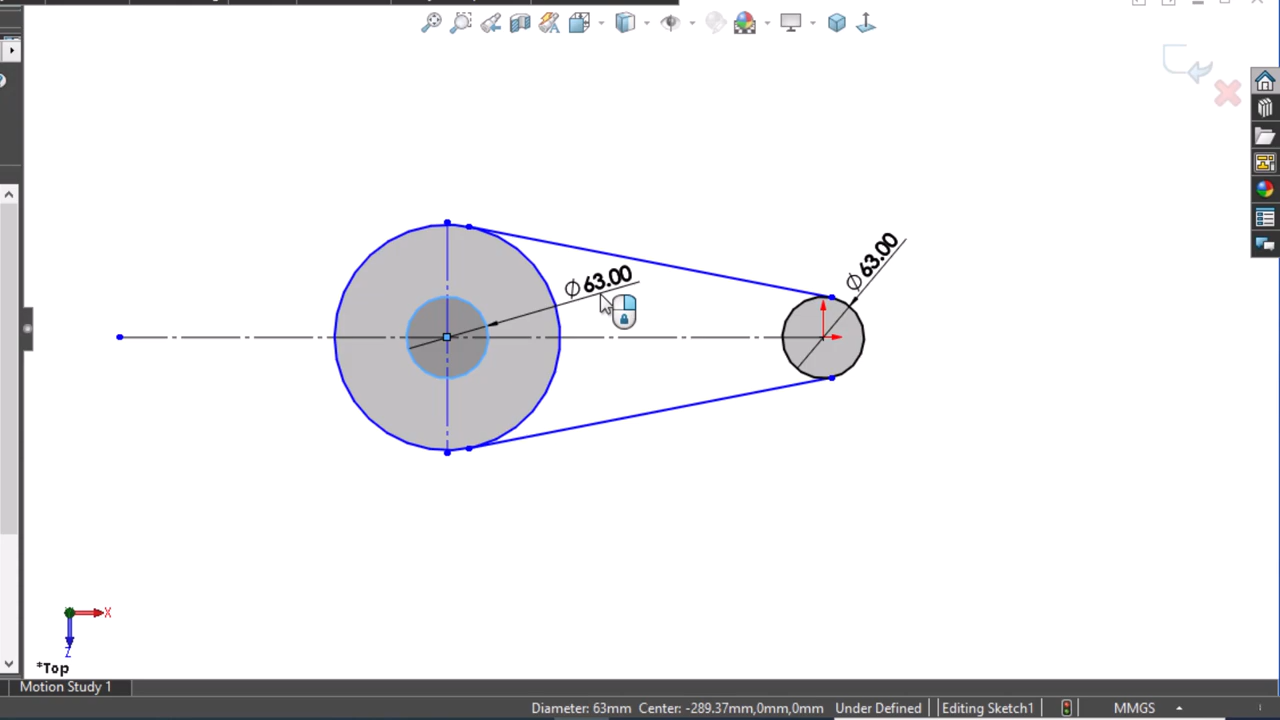 ⌀63.00
⌀63.00
X
Z
*Top
Motion Study 1
Diameter: 63mm Center: -289.37mm,0mm,0mm Under Defined Editing Sketch1 MMGS